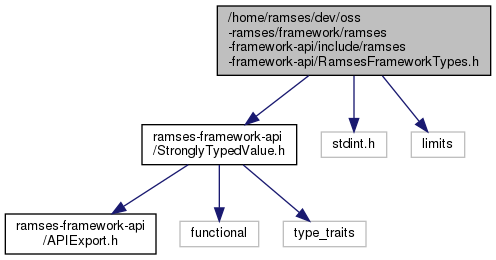 /home/ramses/dev/oss
-ramses/framework/ramses
-framework-api/include/ramses
-framework-api/RamsesFrameworkTypes.h
ramses-framework-api
/StronglyTypedValue.h
stdint.h
limits
ramses-framework-api
/APIExport.h
functional
type_traits